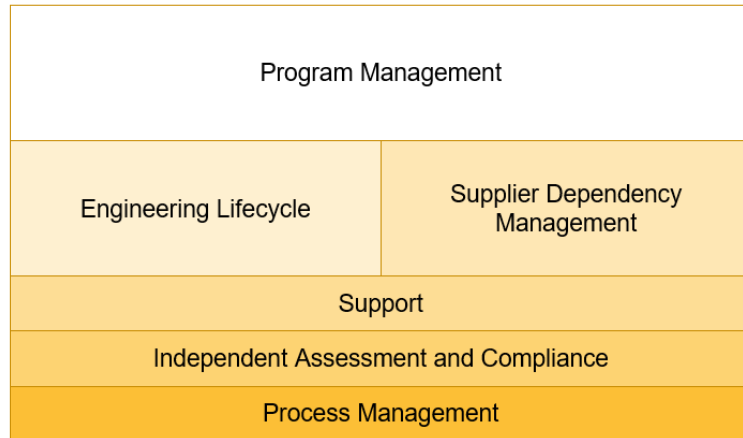 Program Management
Engineering Lifecycle
Supplier Dependency
Management
Support
Independent Assessment and Compliance
Process Management